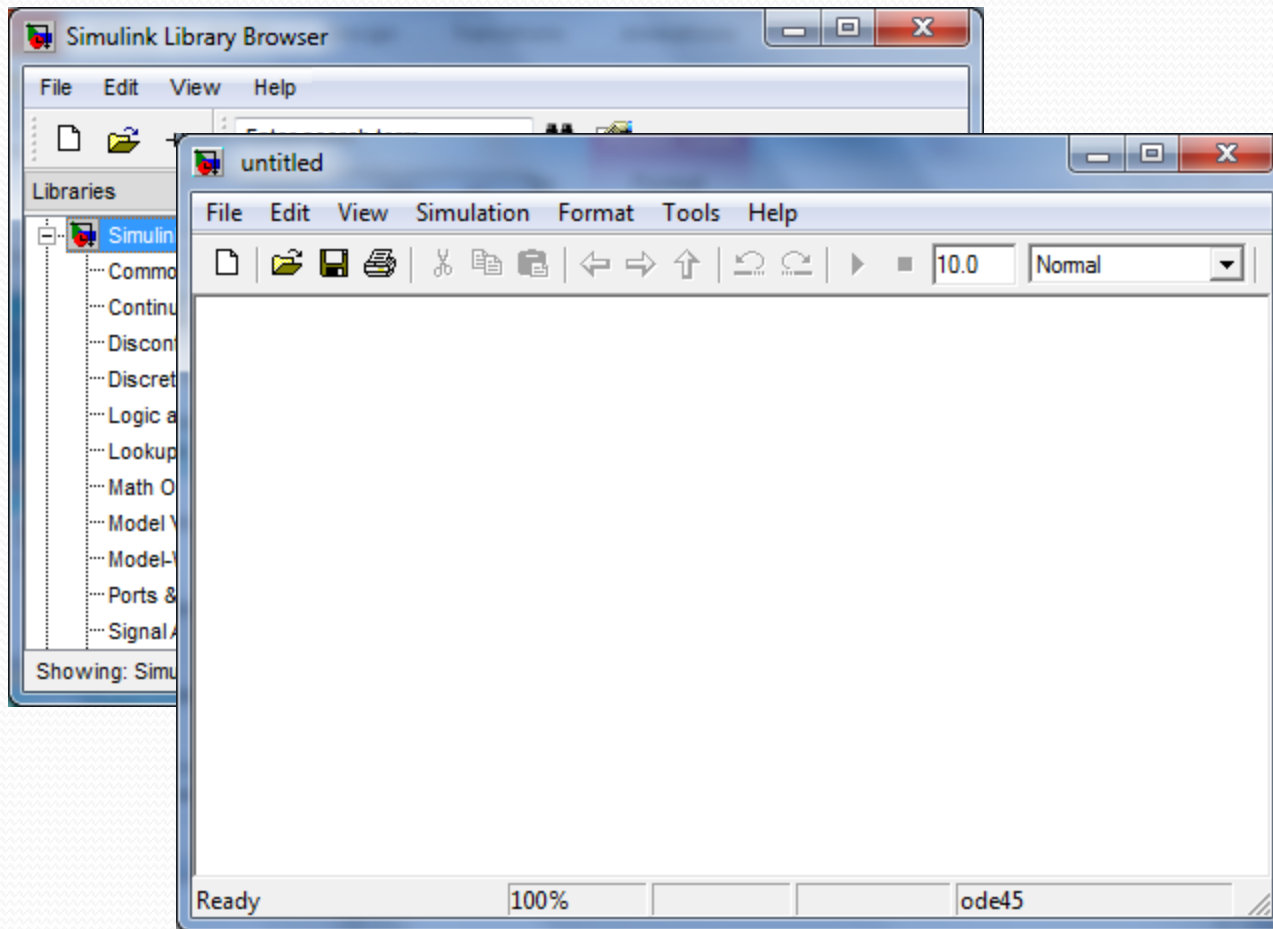 Simulink Library Browser
File Edit View Help
Libraries
Simulin
Commo
Continu
Discont
Discret
Logic a
Lookup
Math O
Model V
Model-
Ports &
Signal A
Showing: Simu
untitled
File Edit View Simulation Format Tools Help
10.0 Normal
Ready 100% ode45